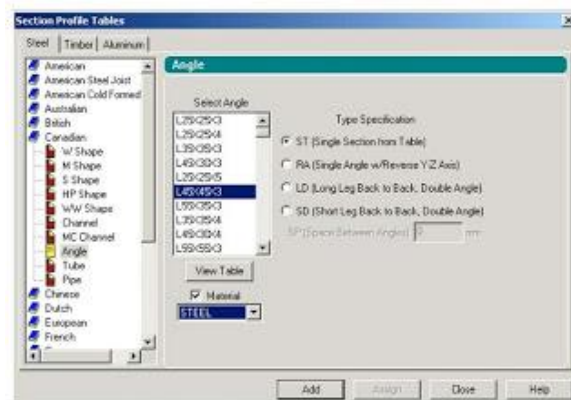 Section Profile Tables
Steel
Timber
Aluminum
American
American Steel Joist
American Cold Formed
Australian
British
Canadian
W Shape
M Shape
S Shape
HP Shape
WW Shape
Channel
MC Channel
Angle
Tube
Pipe
Chinese
Dutch
European
French
Angle
Select Angle
L25X25X3
L25X25X4
L35X35X3
L45X30X3
L25X25X5
L45X45X3
L55X35X3
L35X35X4
L45X30X4
L55X55X3
View Table
Material
STEEL
Type Specification
ST (Single Section from Table)
RA (Single Angle w/Reverse Y-Z Axis)
LD (Long Leg Back to Back, Double Angle)
SD (Short Leg Back to Back, Double Angle)
SP (Space Between Angles)
mm
Add
Assign
Close
Help